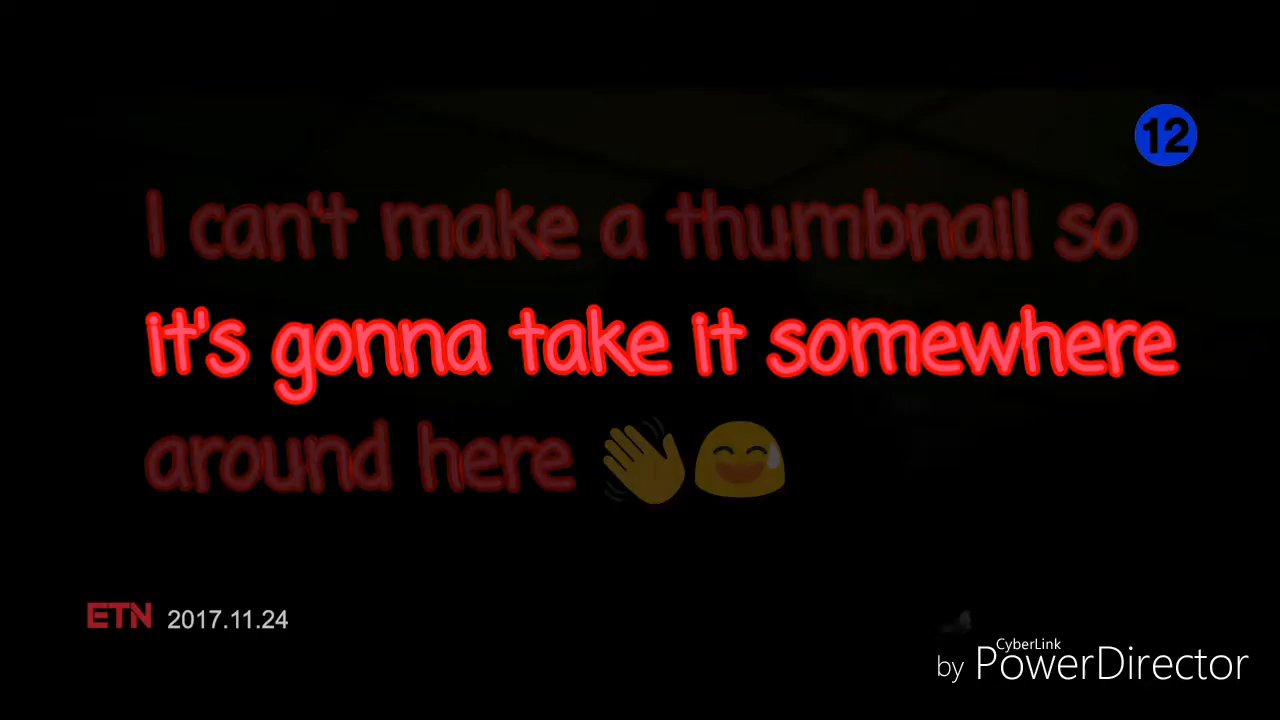 12
I can't make a thumbnail so
it's gonna take it somewhere
around here 👋😅
ETN 2017.11.24
CyberLink
by PowerDirector